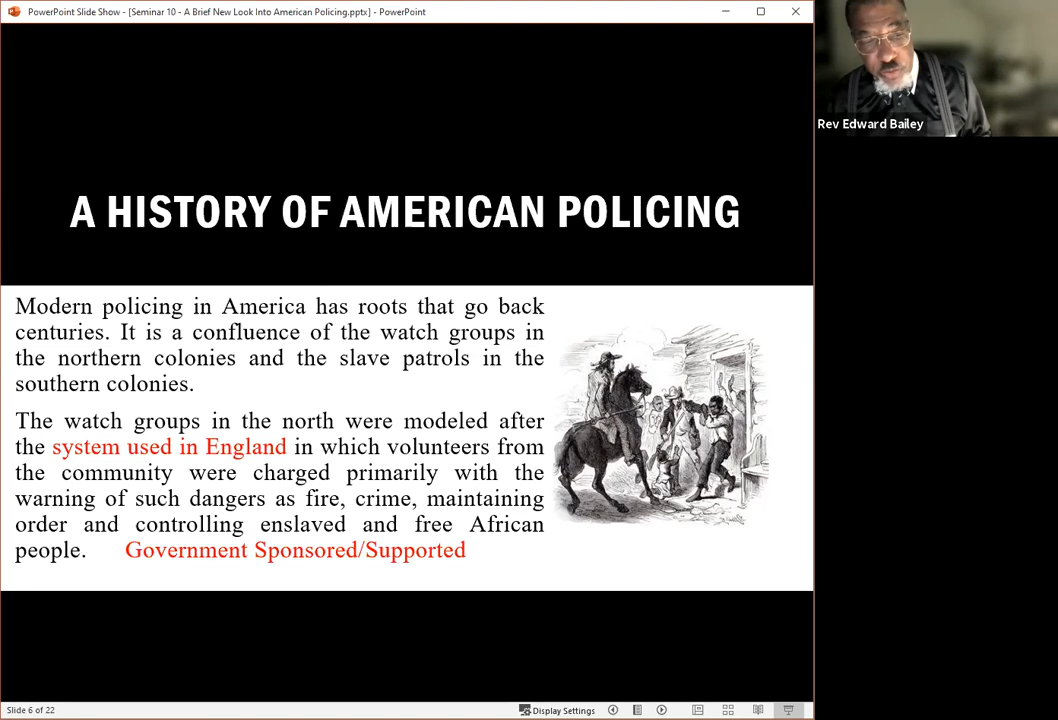 PowerPoint Slide Show - [Seminar 10 - A Brief New Look Into American Policing.pptx] - PowerPoint
Rev Edward Bailey
A HISTORY OF AMERICAN POLICING
Modern policing in America has roots that go back
centuries. It is a confluence of the watch groups in
the northern colonies and the slave patrols in the
southern colonies.
The watch groups in the north were modeled after
the system used in England in which volunteers from
the community were charged primarily with the
warning of such dangers as fire, crime, maintaining
order and controlling enslaved and free African
people. Government Sponsored/Supported
Slide 6 of 22
Display Settings